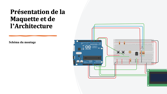 Présentation de la
Maquette et de
l'Architecture
Schéma de montage